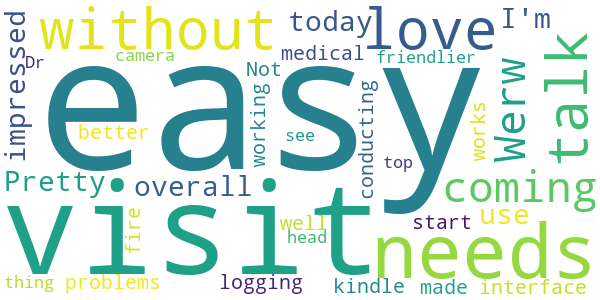 without
love
today
I'm
impressed
Dr
camera
medical
friendlier
easy
Not
talk
Werw
working
better
see
conducting
works
top
Pretty
overall
coming
visit
fire
well
head
start
use
needs
thing
problems
logging
kindle
made
interface